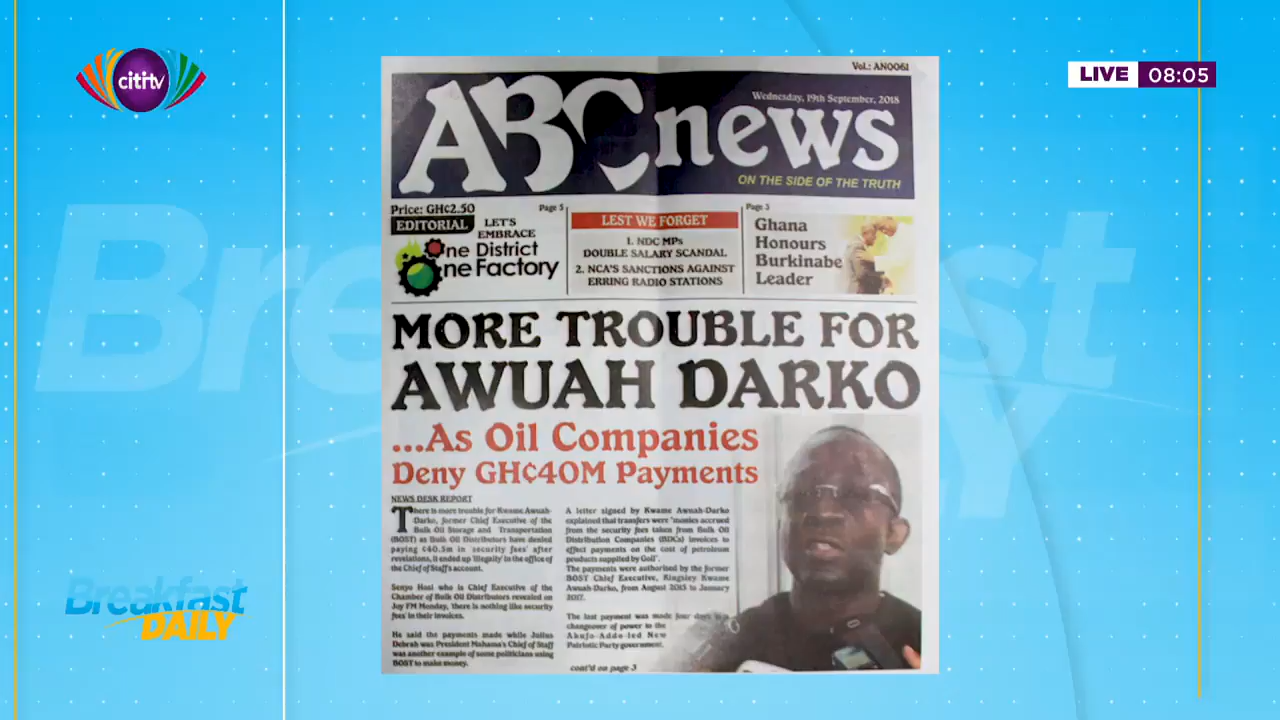 citi tv
LIVE 08:05
Breakfast
DAILY
Vol.: AN0061
Wednesday, 19th September, 2018
ABC news
ON THE SIDE OF THE TRUTH
Price: GH¢2.50
Page 5
EDITORIAL
LET'S
EMBRACE
One District
One Factory
LEST WE FORGET
1. NDC MPs
DOUBLE SALARY SCANDAL
2. NCA'S SANCTIONS AGAINST
ERRING RADIO STATIONS
Page 3
Ghana
Honours
Burkinabe
Leader
MORE TROUBLE FOR
AWUAH DARKO
...As Oil Companies
Deny GH¢40M Payments
NEWS DESK REPORT
There is more trouble for Kwame Awuah-
Darko, former Chief Executive of the
Bulk Oil Storage and Transportation
(BOST) as Bulk Oil Distributors have denied
paying ¢40.5m in 'security fees' after
revelations, it ended up 'illegally' in the office of
the Chief of Staff's account.
Senyo Hosi who is Chief Executive of the
Chamber of Bulk Oil Distributors revealed on
Joy FM Monday, there is nothing like security
fees' in their invoices.
He said the payments made while Julius
Debrah was President Mahama's Chief of Staff
was another example of some politicians using
BOST to make money.
A letter signed by Kwame Awuah-Darko
explained that transfers were "monies accrued
from the security fees taken from Bulk Oil
Distribution Companies (BDCs) invoices to
effect payments on the cost of petroleum
products supplied by Goil".
The payments were authorised by the former
BOST Chief Executive, Kingsley Kwame
Awuah-Darko, from August 2015 to January
2017.
The last payment was made four days to a
changeover of power to the
Akufo-Addo-led New
Patriotic Party government.
cont'd on page 3
Breakfast
DAILY